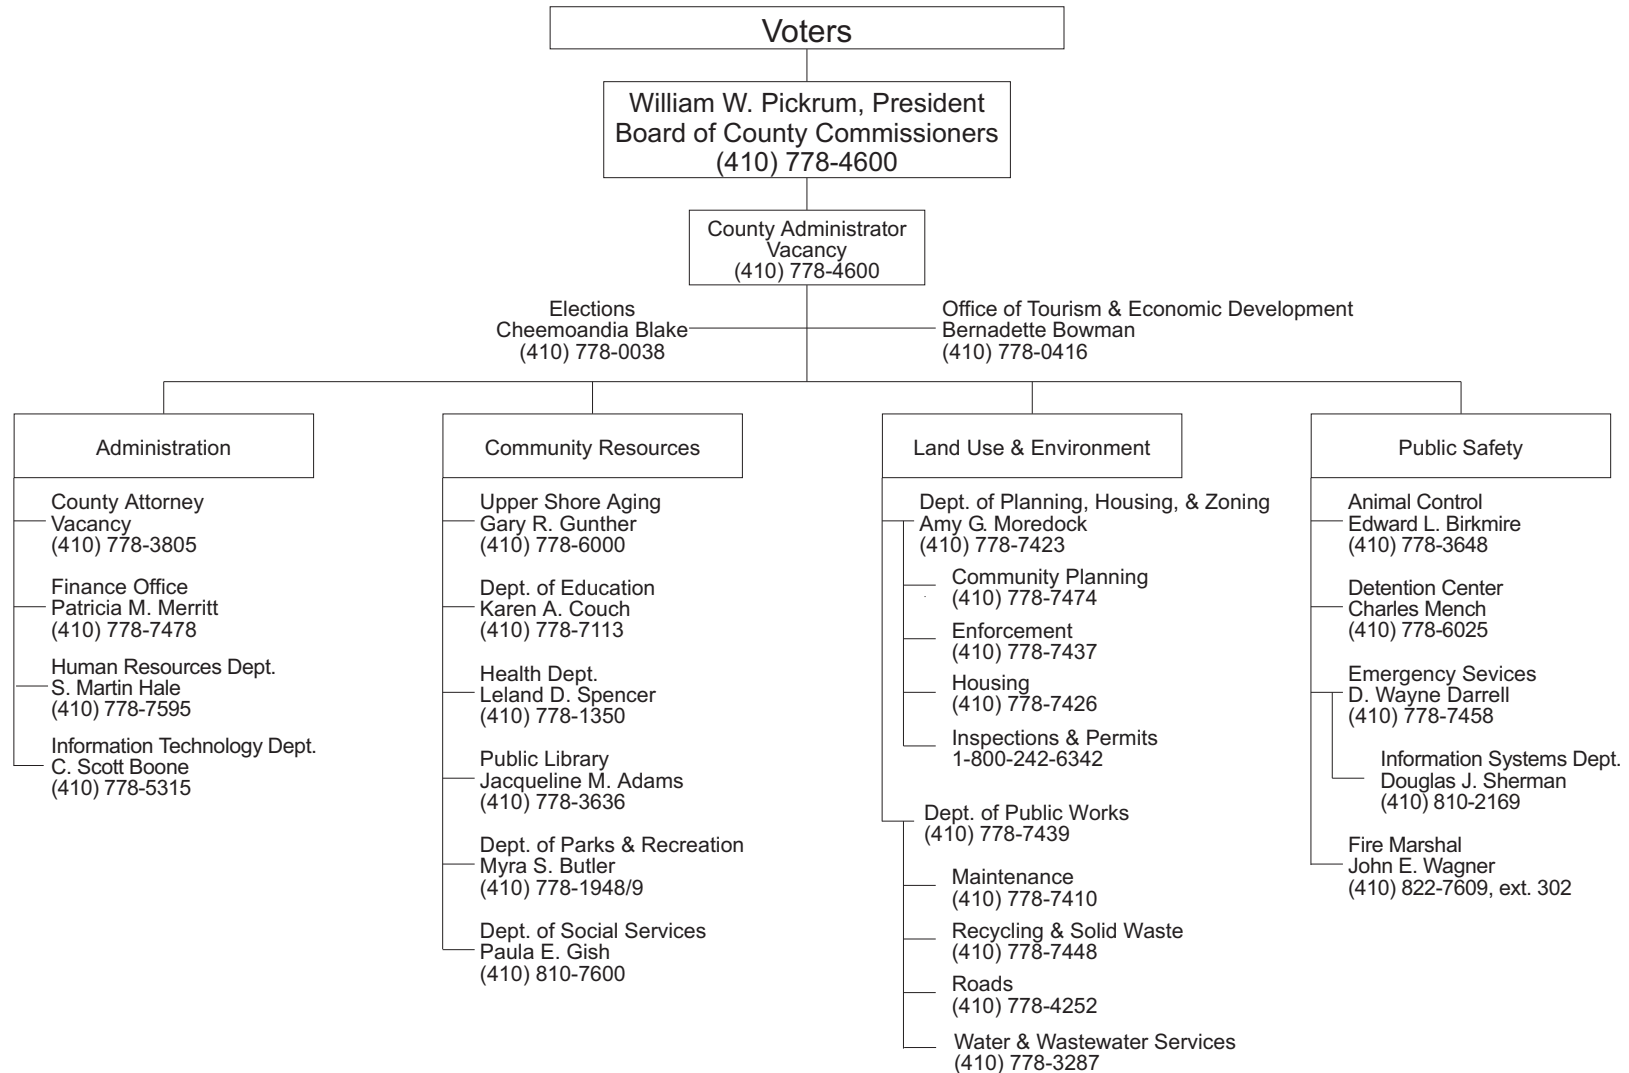 Voters
William W. Pickrum, President
Board of County Commissioners
(410) 778-4600
County Administrator
Vacancy
(410) 778-4600
Elections
Cheemoandia Blake
(410) 778-0038
Office of Tourism & Economic Development
Bernadette Bowman
(410) 778-0416
Administration
County Attorney
Vacancy
(410) 778-3805
Finance Office
Patricia M. Merritt
(410) 778-7478
Human Resources Dept.
S. Martin Hale
(410) 778-7595
Information Technology Dept.
C. Scott Boone
(410) 778-5315
Community Resources
Upper Shore Aging
Gary R. Gunther
(410) 778-6000
Dept. of Education
Karen A. Couch
(410) 778-7113
Health Dept.
Leland D. Spencer
(410) 778-1350
Public Library
Jacqueline M. Adams
(410) 778-3636
Dept. of Parks & Recreation
Myra S. Butler
(410) 778-1948/9
Dept. of Social Services
Paula E. Gish
(410) 810-7600
Land Use & Environment
Dept. of Planning, Housing, & Zoning
Amy G. Moredock
(410) 778-7423
Community Planning
(410) 778-7474
Enforcement
(410) 778-7437
Housing
(410) 778-7426
Inspections & Permits
1-800-242-6342
Dept. of Public Works
(410) 778-7439
Maintenance
(410) 778-7410
Recycling & Solid Waste
(410) 778-7448
Roads
(410) 778-4252
Water & Wastewater Services
(410) 778-3287
Public Safety
Animal Control
Edward L. Birkmire
(410) 778-3648
Detention Center
Charles Mench
(410) 778-6025
Emergency Sevices
D. Wayne Darrell
(410) 778-7458
Information Systems Dept.
Douglas J. Sherman
(410) 810-2169
Fire Marshal
John E. Wagner
(410) 822-7609, ext. 302